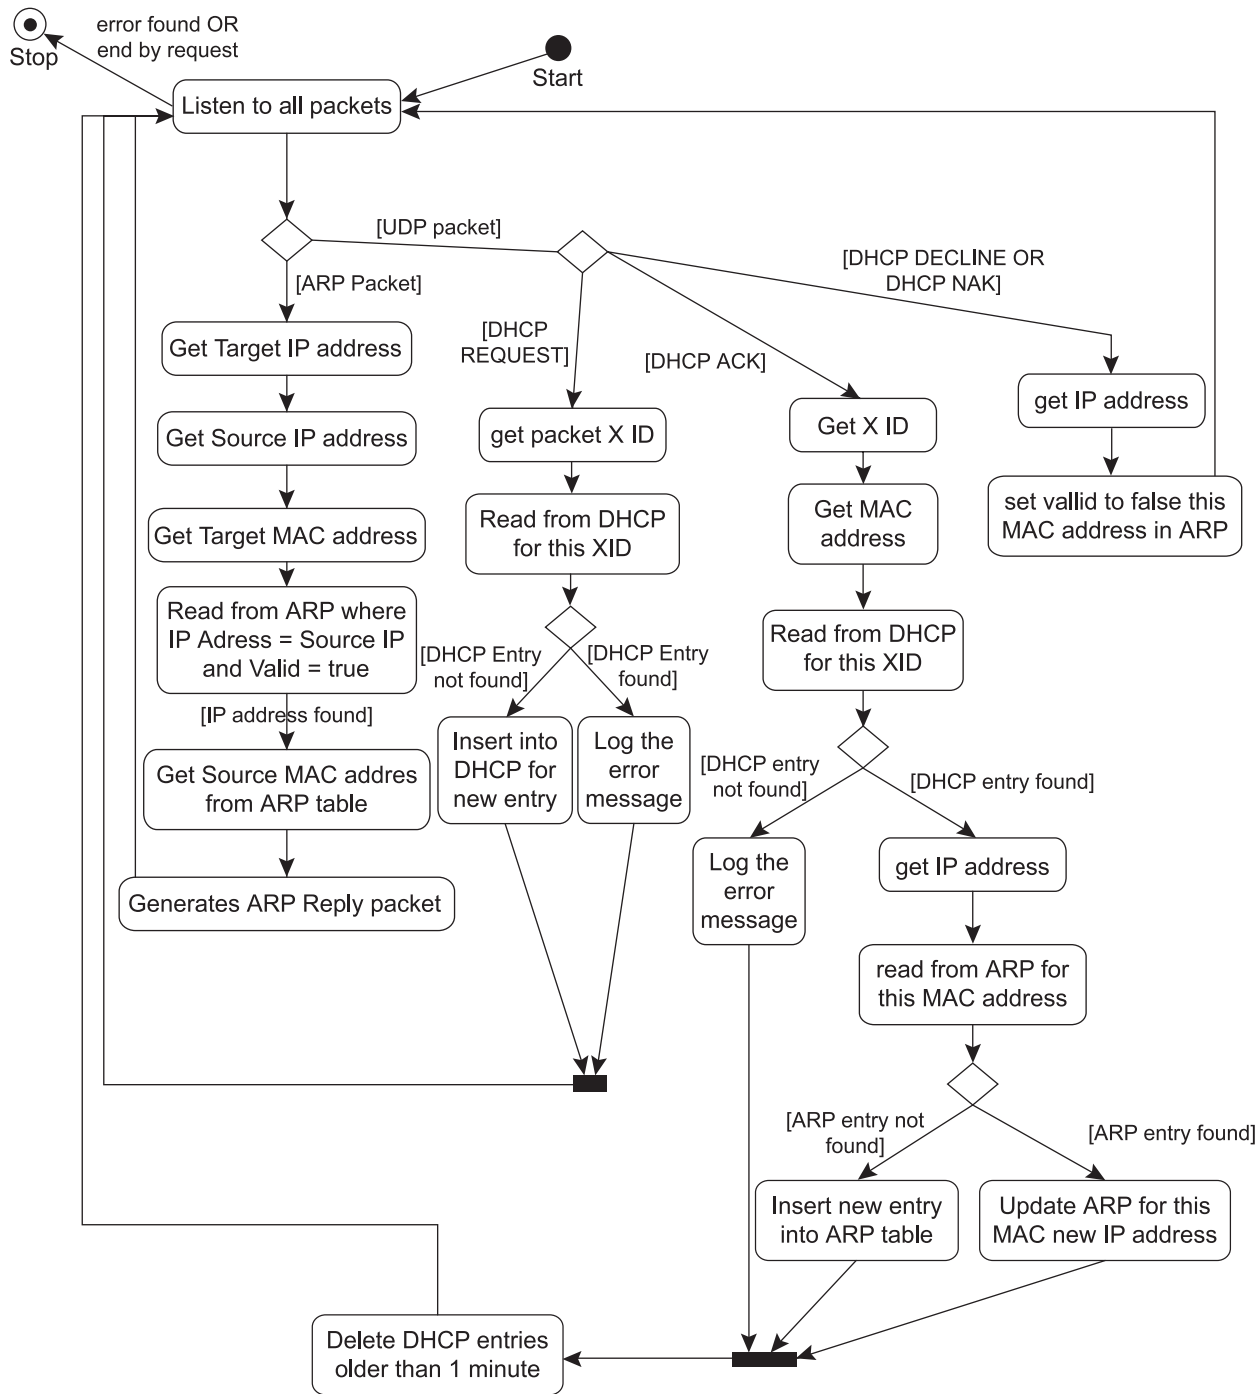 error found OR
end by request
Stop
Start
Listen to all packets
[UDP packet]
[ARP Packet]
[DHCP DECLINE OR
DHCP NAK]
[DHCP
REQUEST]
[DHCP ACK]
Get Target IP address
Get Source IP address
Get Target MAC address
Read from ARP where
IP Adress = Source IP
and Valid = true
[IP address found]
Get Source MAC addres
from ARP table
Generates ARP Reply packet
get packet X ID
Read from DHCP
for this XID
[DHCP Entry
not found]
[DHCP Entry
found]
Insert into
DHCP for
new entry
Log the
error
message
Get X ID
Get MAC
address
Read from DHCP
for this XID
[DHCP entry
not found]
[DHCP entry found]
Log the
error
message
get IP address
read from ARP for
this MAC address
[ARP entry not
found]
[ARP entry found]
Insert new entry
into ARP table
Update ARP for this
MAC new IP address
get IP address
set vallid to false this
MAC address in ARP
Delete DHCP entries
older than 1 minute